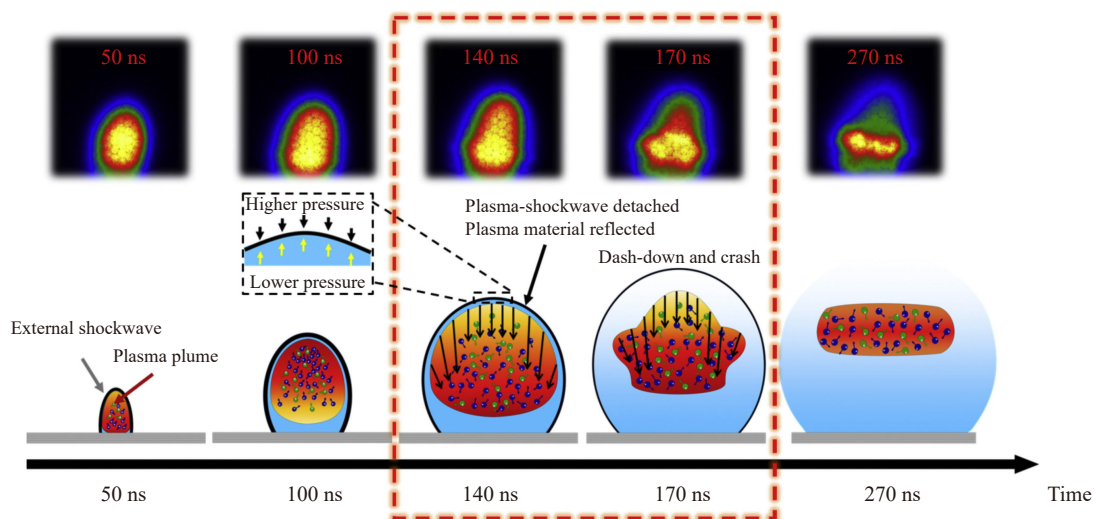 50 ns
100 ns
140 ns
170 ns
270 ns
Higher pressure
Lower pressure
Plasma-shockwave detached
Plasma material reflected
Dash-down and crash
External shockwave
Plasma plume
50 ns
100 ns
140 ns
170 ns
270 ns
Time